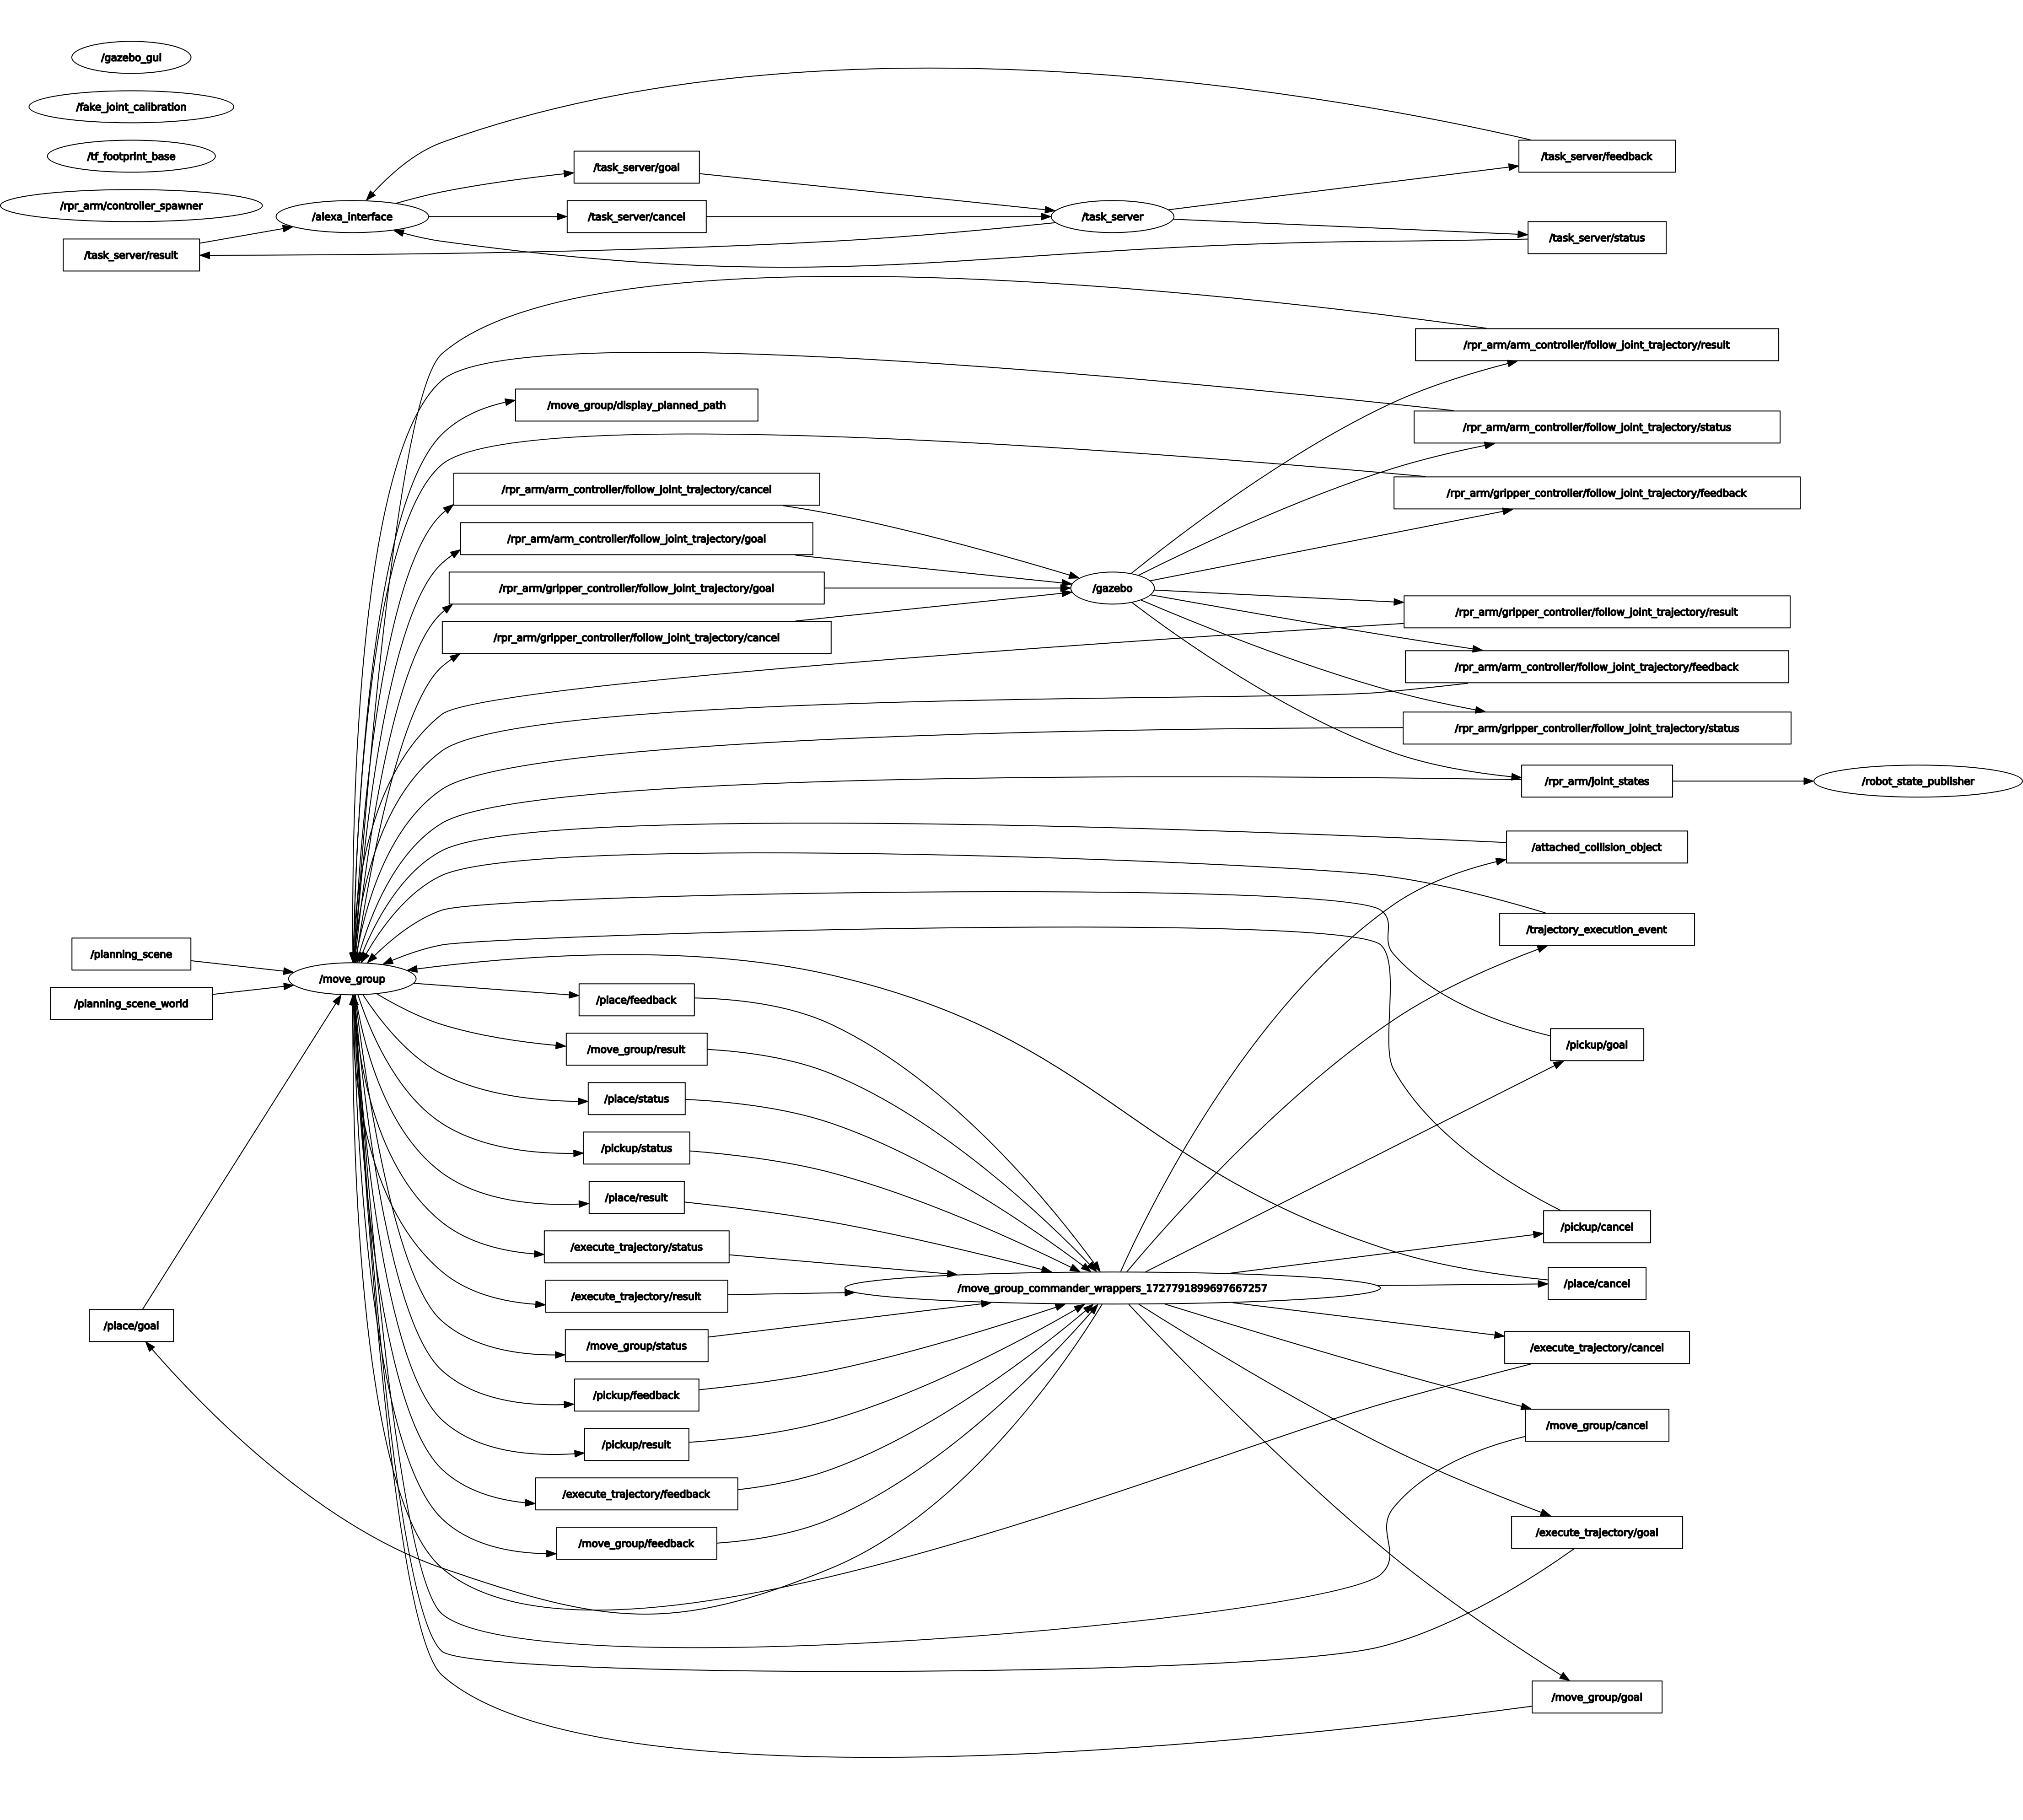 /gazebo_gui
/fake_joint_calibration
/tf_footprint_base
/rpr_arm/controller_spawner
/task_server/result
/alexa_interface
/task_server/goal
/task_server/cancel
/task_server
/task_server/feedback
/task_server/status
/rpr_arm/arm_controller/follow_joint_trajectory/result
/move_group/display_planned_path
/rpr_arm/arm_controller/follow_joint_trajectory/status
/rpr_arm/arm_controller/follow_joint_trajectory/cancel
/rpr_arm/gripper_controller/follow_joint_trajectory/feedback
/rpr_arm/arm_controller/follow_joint_trajectory/goal
/rpr_arm/gripper_controller/follow_joint_trajectory/goal
/gazebo
/rpr_arm/gripper_controller/follow_joint_trajectory/result
/rpr_arm/gripper_controller/follow_joint_trajectory/cancel
/rpr_arm/arm_controller/follow_joint_trajectory/feedback
/rpr_arm/gripper_controller/follow_joint_trajectory/status
/rpr_arm/joint_states
/robot_state_publisher
/attached_collision_object
/trajectory_execution_event
/planning_scene
/move_group
/planning_scene_world
/place/feedback
/pickup/goal
/move_group/result
/place/status
/pickup/status
/place/result
/pickup/cancel
/execute_trajectory/status
/move_group_commander_wrappers_1727791899697667257
/place/cancel
/execute_trajectory/result
/place/goal
/move_group/status
/execute_trajectory/cancel
/pickup/feedback
/move_group/cancel
/pickup/result
/execute_trajectory/feedback
/execute_trajectory/goal
/move_group/feedback
/move_group/goal